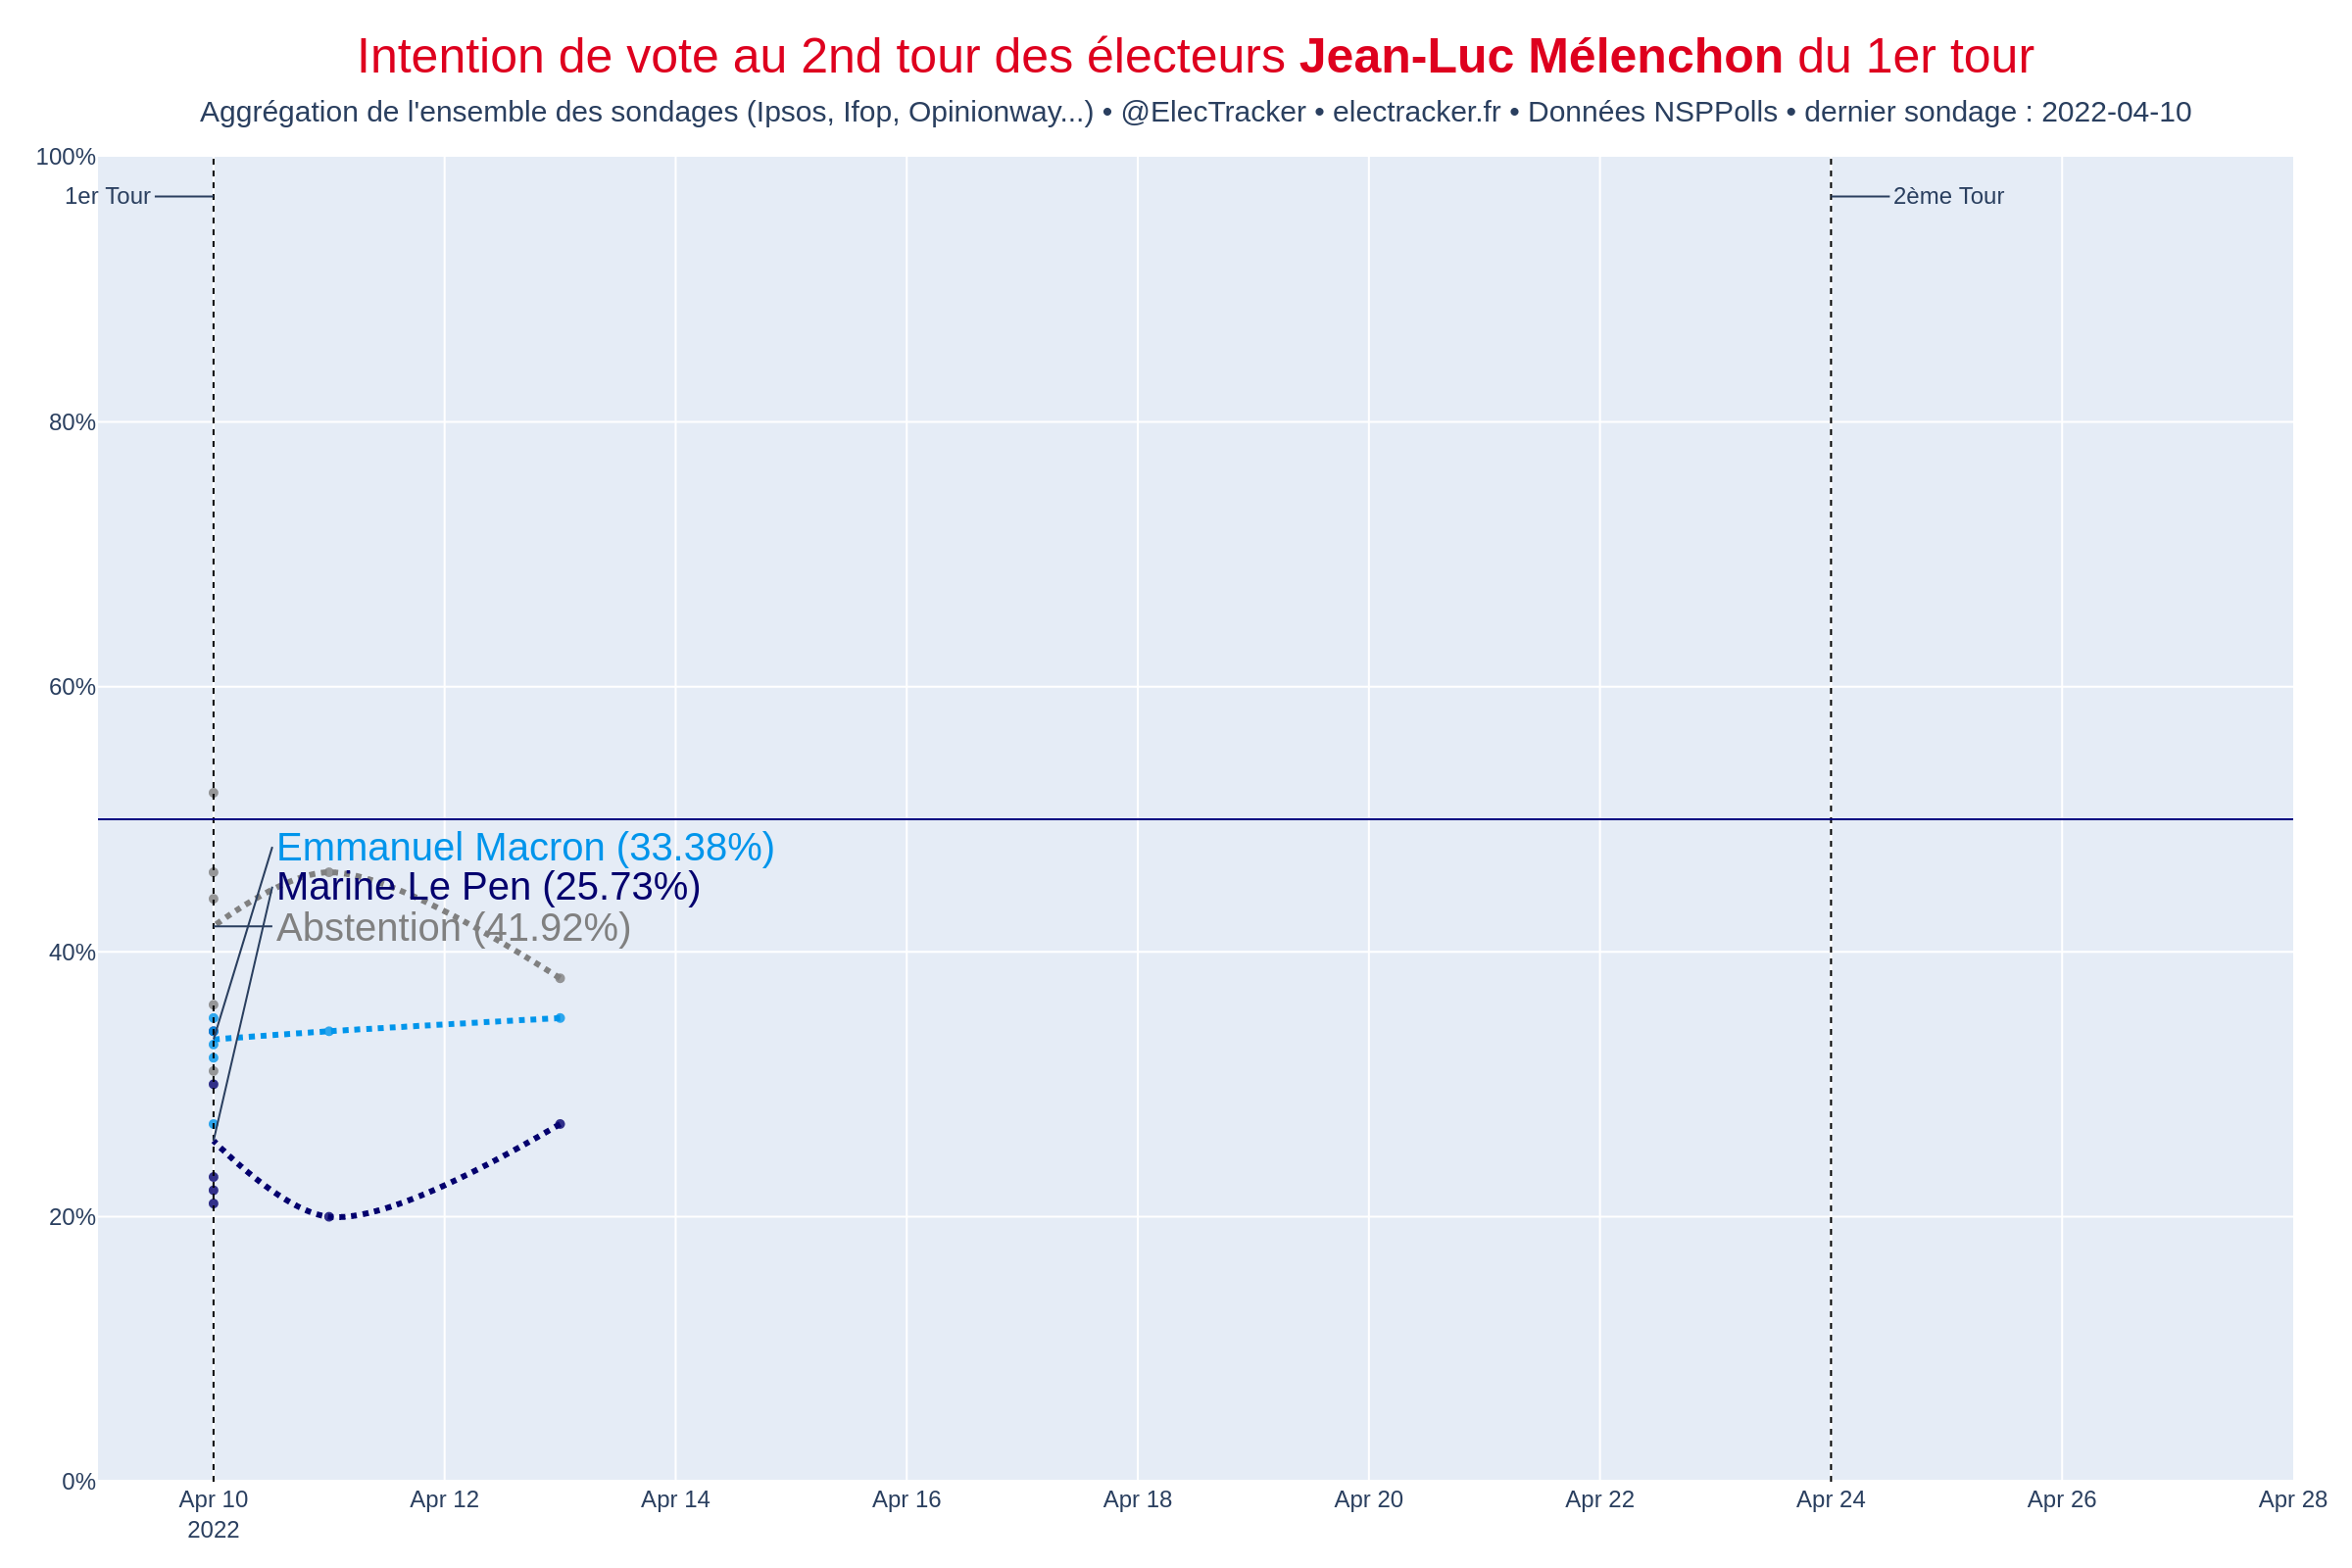 Intention de vote au 2nd tour des électeurs Jean-Luc Mélenchon du 1er tour
Aggrégation de l'ensemble des sondages (Ipsos, Ifop, Opinionway...) • @ElecTracker • electracker.fr • Données NSPPolls • dernier sondage : 2022-04-10
100%
1er Tour
2ème Tour
80%
60%
Emmanuel Macron (33.38%)
Marine Le Pen (25.73%)
Abstention (41.92%)
40%
20%
0%
Apr 10 Apr 12 Apr 14 Apr 16 Apr 18 Apr 20 Apr 22 Apr 24 Apr 26 Apr 28
2022